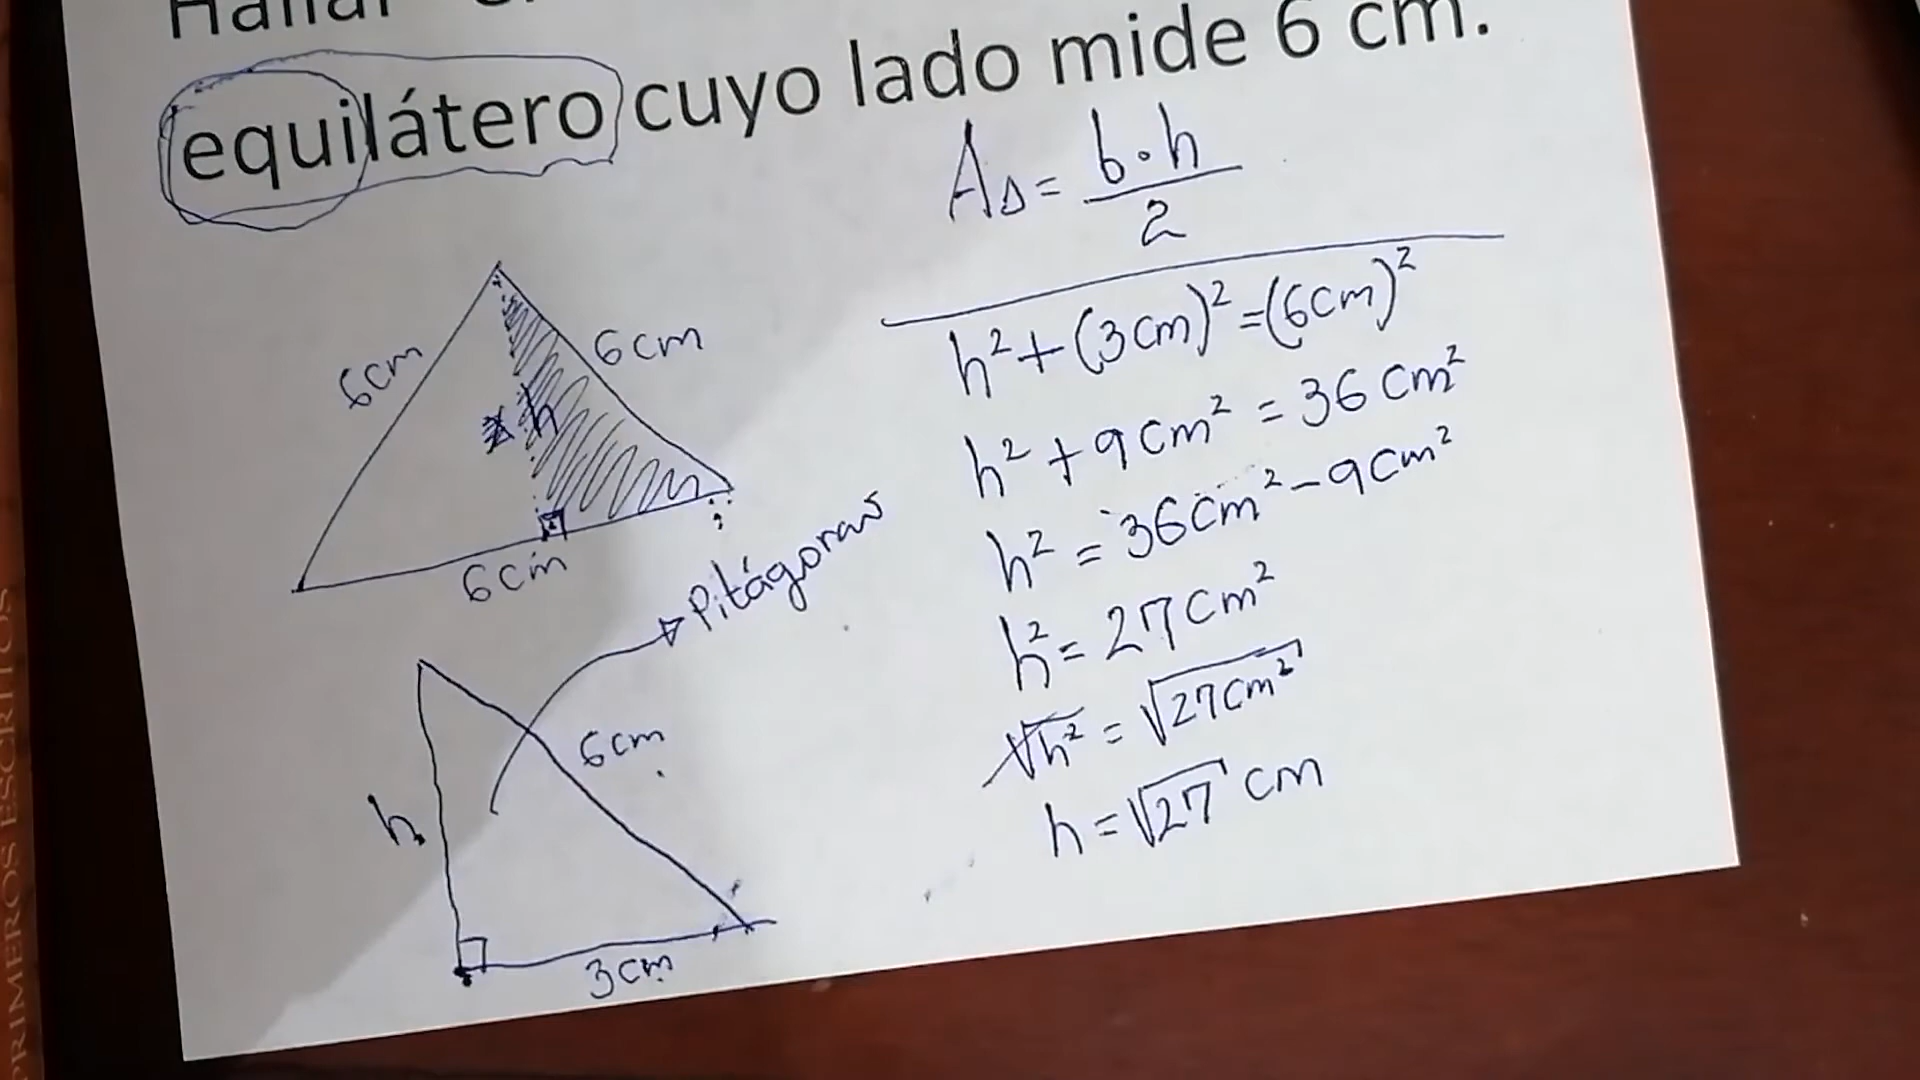 Hallar
equilátero cuyo lado mide 6 cm.
A△ = b·h / 2
6cm
6cm
h
6cm
Pitágoras
h
6cm
3cm
h² + (3cm)² = (6cm)²
h² + 9cm² = 36cm²
h² = 36cm² - 9cm²
h² = 27cm²
√h² = √27cm²
h = √27 cm
PRIMEROS ESCRITOS